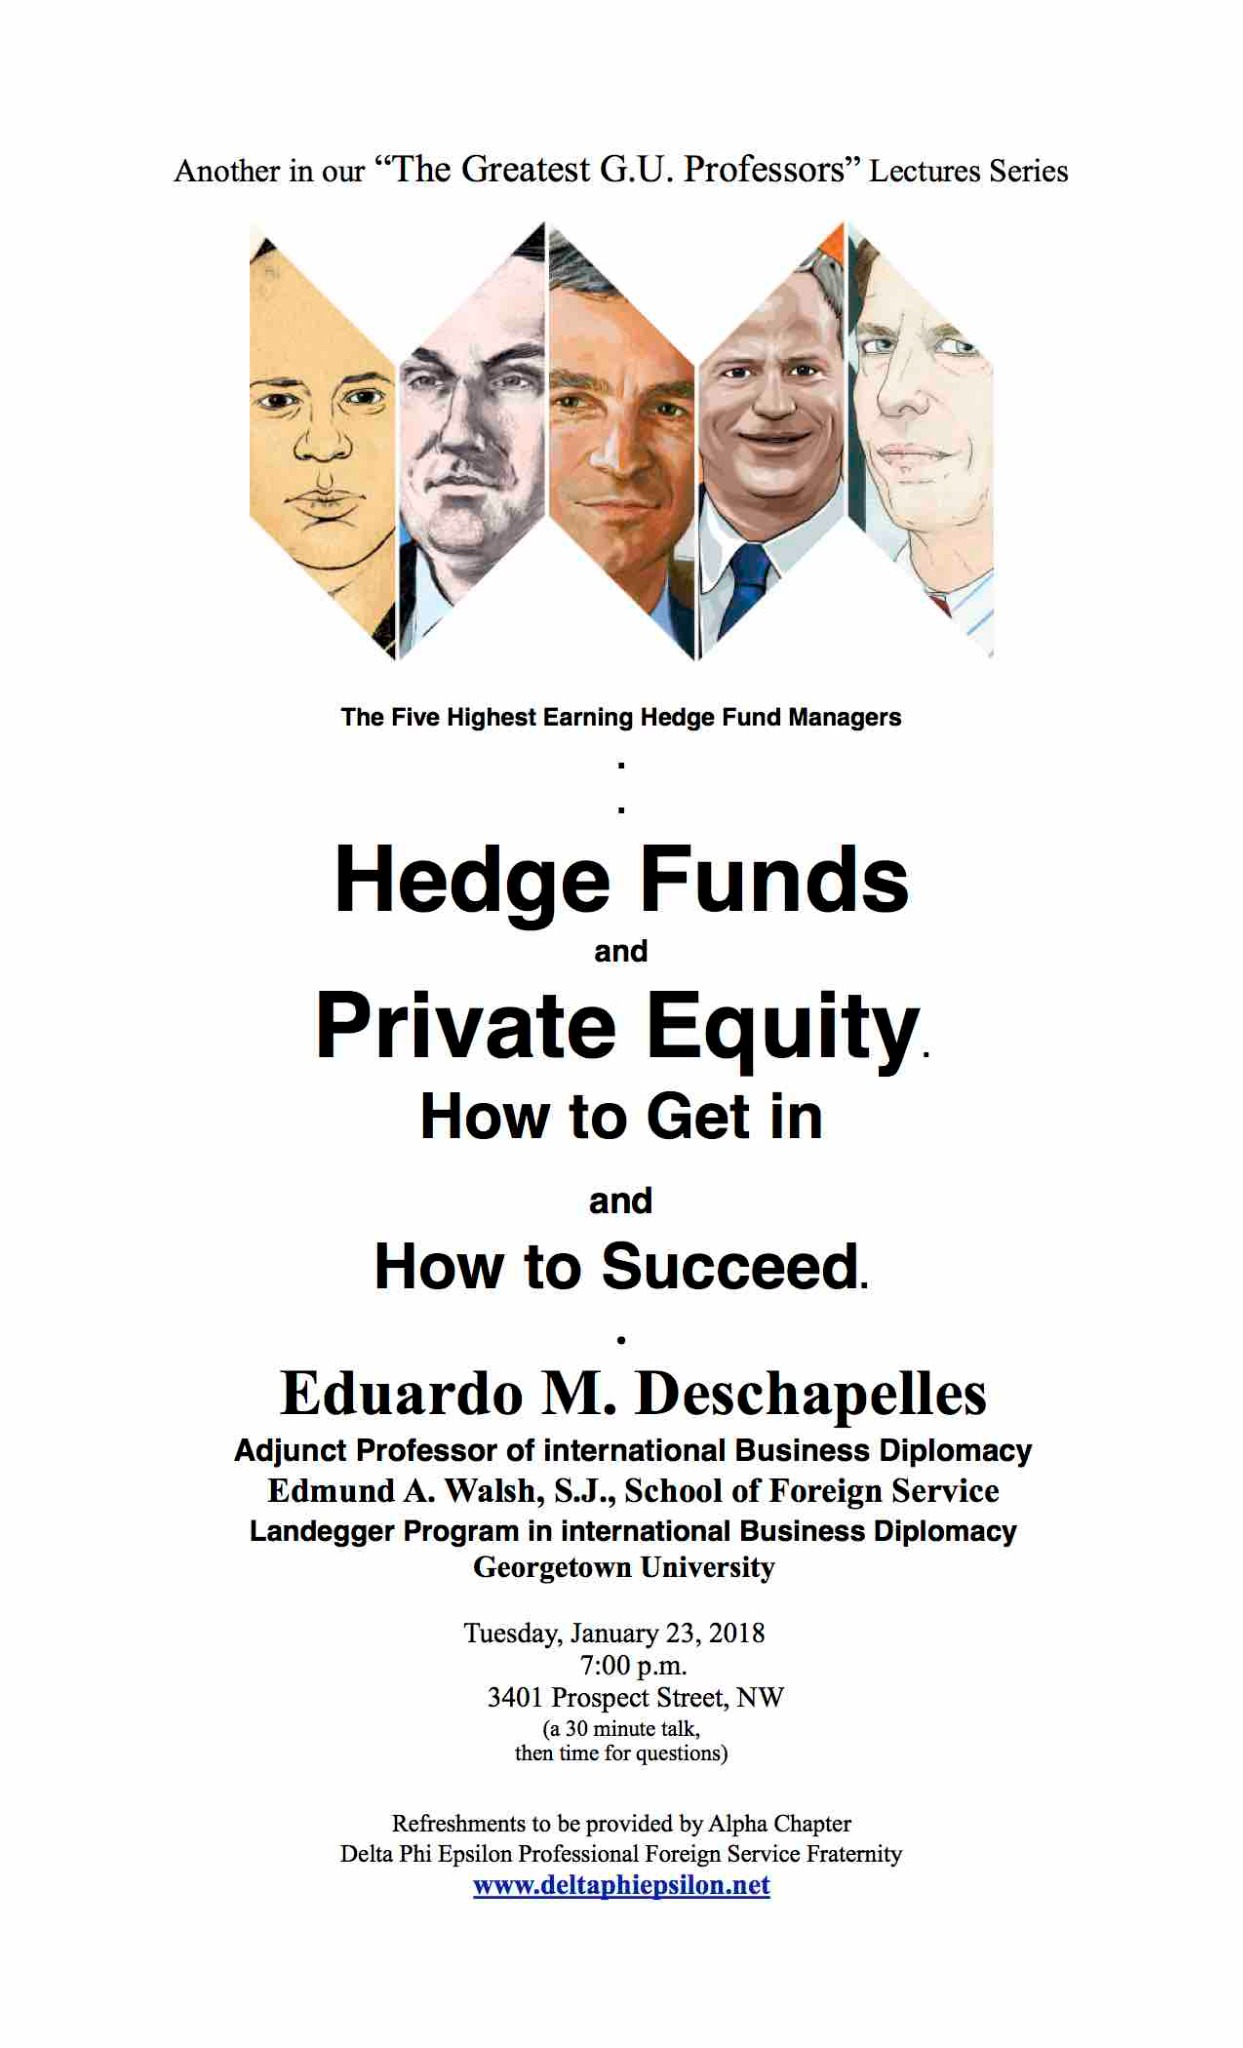 Another in our “The Greatest G.U. Professors” Lectures Series
The Five Highest Earning Hedge Fund Managers
.
.
Hedge Funds
and
Private Equity.
How to Get in
and
How to Succeed.
.
Eduardo M. Deschapelles
Adjunct Professor of international Business Diplomacy
Edmund A. Walsh, S.J., School of Foreign Service
Landegger Program in international Business Diplomacy
Georgetown University
Tuesday, January 23, 2018
7:00 p.m.
3401 Prospect Street, NW
(a 30 minute talk,
then time for questions)
Refreshments to be provided by Alpha Chapter
Delta Phi Epsilon Professional Foreign Service Fraternity
www.deltaphiepsilon.net